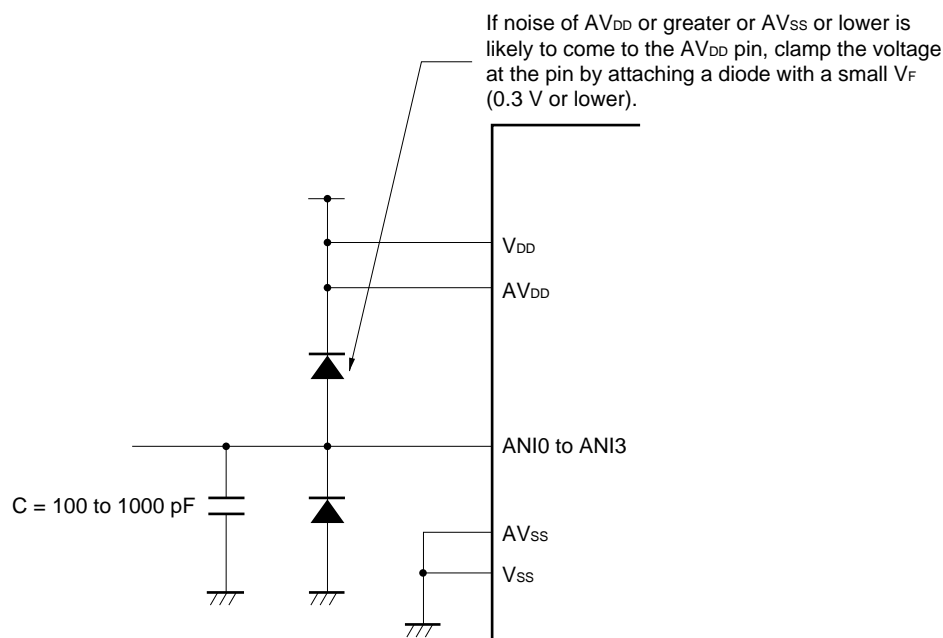 If noise of AVDD or greater or AVSS or lower is
likely to come to the AVDD pin, clamp the voltage
at the pin by attaching a diode with a small VF
(0.3 V or lower).
VDD
AVDD
ANI0 to ANI3
C = 100 to 1000 pF
AVSS
VSS